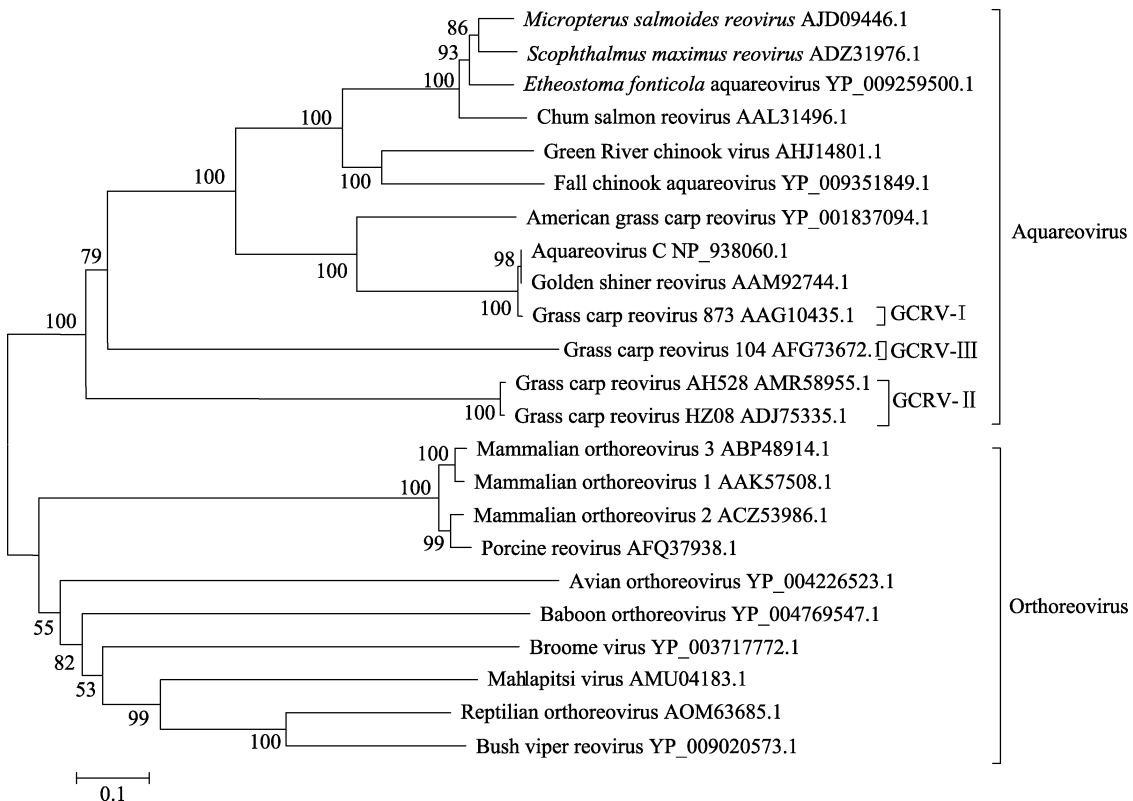 Micropterus salmoides reovirus AJD09446.1
86
Scophthalmus maximus reovirus ADZ31976.1
93
Etheostoma fonticola aquareovirus YP_009259500.1
100
Chum salmon reovirus AAL31496.1
100
Green River chinook virus AHJ14801.1
100
Fall chinook aquareovirus YP_009351849.1
100
American grass carp reovirus YP_001837094.1
Aquareovirus
79
98
Aquareovirus C NP_938060.1
100
Golden shiner reovirus AAM92744.1
100
Grass carp reovirus 873 AAG10435.1
GCRV-Ⅰ
100
Grass carp reovirus 104 AFG73672.1
GCRV-Ⅲ
Grass carp reovirus AH528 AMR58955.1
GCRV-Ⅱ
100
Grass carp reovirus HZ08 ADJ75335.1
100
Mammalian orthoreovirus 3 ABP48914.1
100
Mammalian orthoreovirus 1 AAK57508.1
Mammalian orthoreovirus 2 ACZ53986.1
99
Porcine reovirus AFQ37938.1
Avian orthoreovirus YP_004226523.1
Orthoreovirus
55
Baboon orthoreovirus YP_004769547.1
82
Broome virus YP_003717772.1
53
Mahlapitsi virus AMU04183.1
99
Reptilian orthoreovirus AOM63685.1
100
Bush viper reovirus YP_009020573.1
0.1